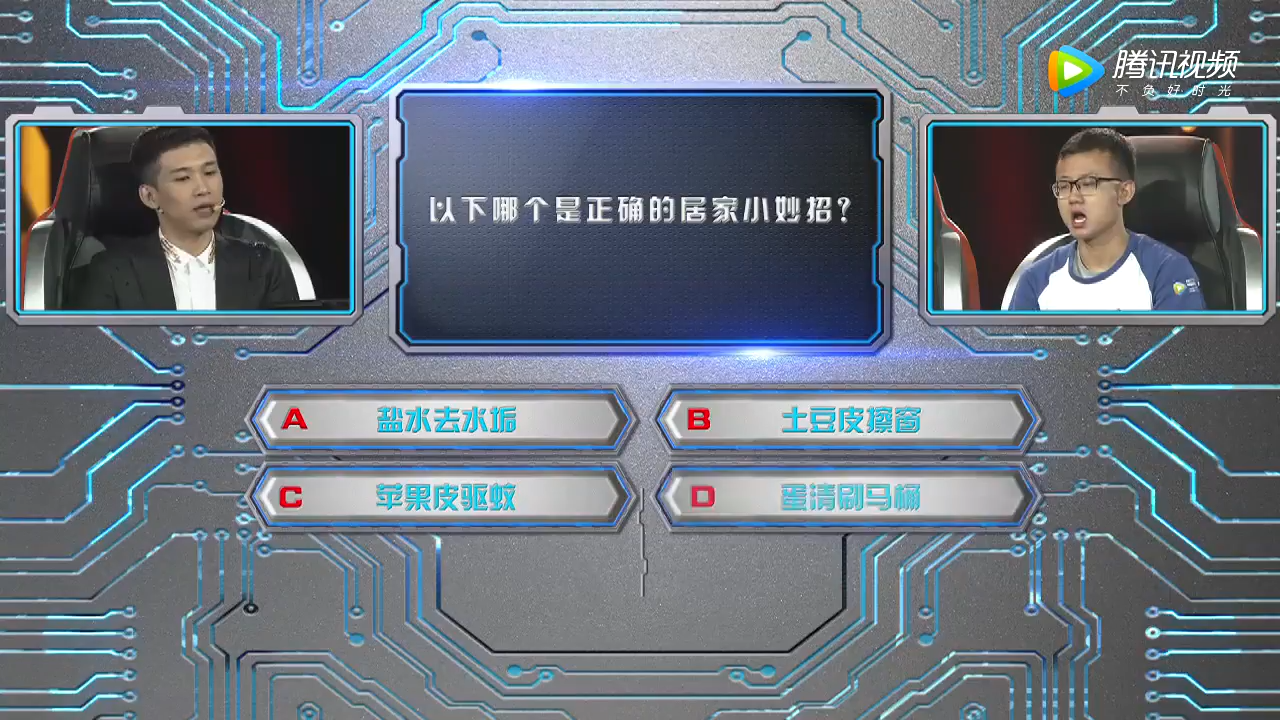 腾讯视频
不负好时光
以下哪个是正确的居家小妙招?
A 盐水去水垢
B 土豆皮擦窗
C 苹果皮驱蚊
D 蛋清刷马桶